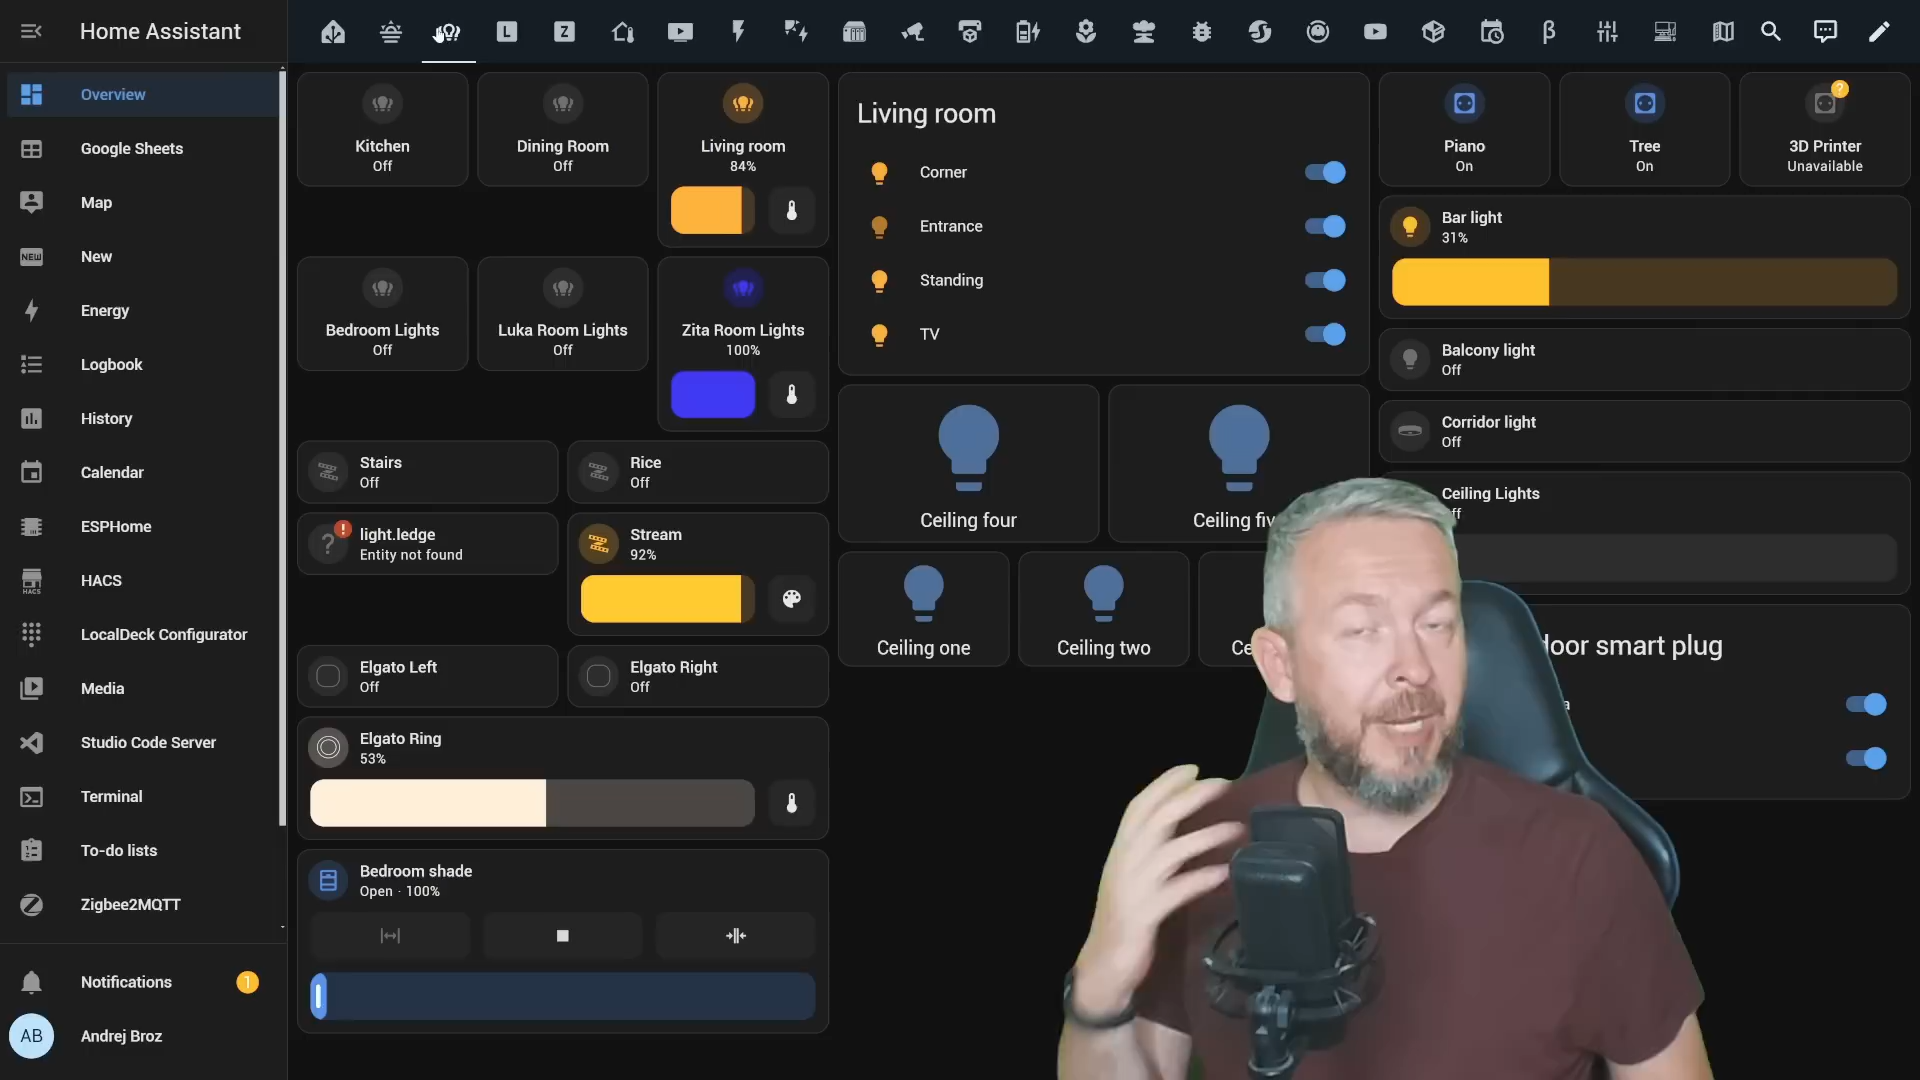 Home Assistant
L
Z
β
Overview
Google Sheets
Map
NEW
New
Energy
Logbook
History
Calendar
ESPHome
HACS
HACS
LocalDeck Configurator
Media
Studio Code Server
Terminal
To-do lists
Zigbee2MQTT
Notifications
1
AB
Andrej Broz
Kitchen
Off
Dining Room
Off
Living room
84%
Bedroom Lights
Off
Luka Room Lights
Off
Zita Room Lights
100%
Stairs
Off
Rice
Off
?
!
light.ledge
Entity not found
Stream
92%
Elgato Left
Off
Elgato Right
Off
Elgato Ring
53%
Bedroom shade
Open · 100%
Living room
Corner
Entrance
Standing
TV
Ceiling four
Ceiling fiv
Ceiling one
Ceiling two
Ce
Piano
On
Tree
On
?
3D Printer
Unavailable
Bar light
31%
Balcony light
Off
Corridor light
Off
Ceiling Lights
ff
door smart plug